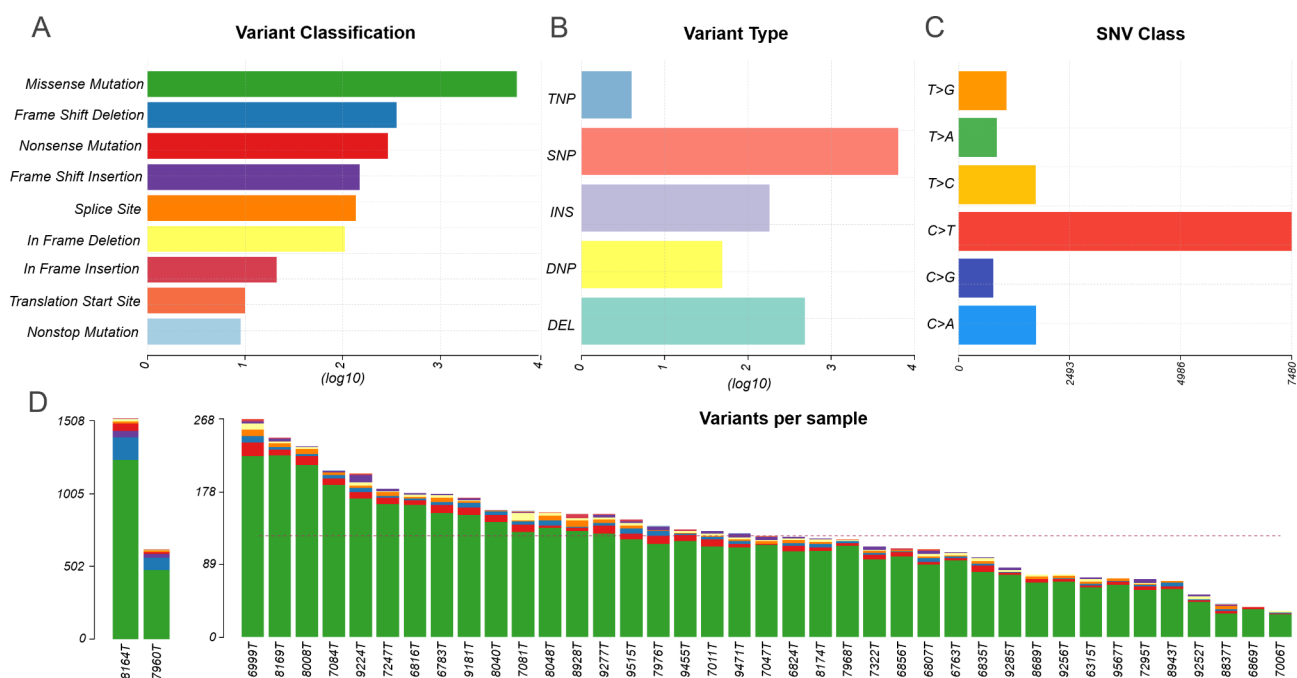 A
Variant Classification
Missense Mutation
Frame Shift Deletion
Nonsense Mutation
Frame Shift Insertion
Splice Site
In Frame Deletion
In Frame Insertion
Translation Start Site
Nonstop Mutation
0 1 2 3 4
(log10)
B
Variant Type
TNP
SNP
INS
DNP
DEL
0 1 2 3 4
(log10)
C
SNV Class
T>G
T>A
T>C
C>T
C>G
C>A
0 2493 4986 7480
D
Variants per sample
1508
1005
502
0
8164T 7960T
268
178
89
0
6999T 8169T 8008T 7084T 9224T 7247T 6816T 6783T 9181T 8040T 7081T 8048T 8928T 9277T 9515T 7976T 9455T 7011T 9471T 7047T 6824T 8174T 7968T 7322T 6856T 6807T 6763T 6835T 9285T 8689T 9256T 6315T 9567T 7295T 8943T 9252T 8837T 6869T 7006T